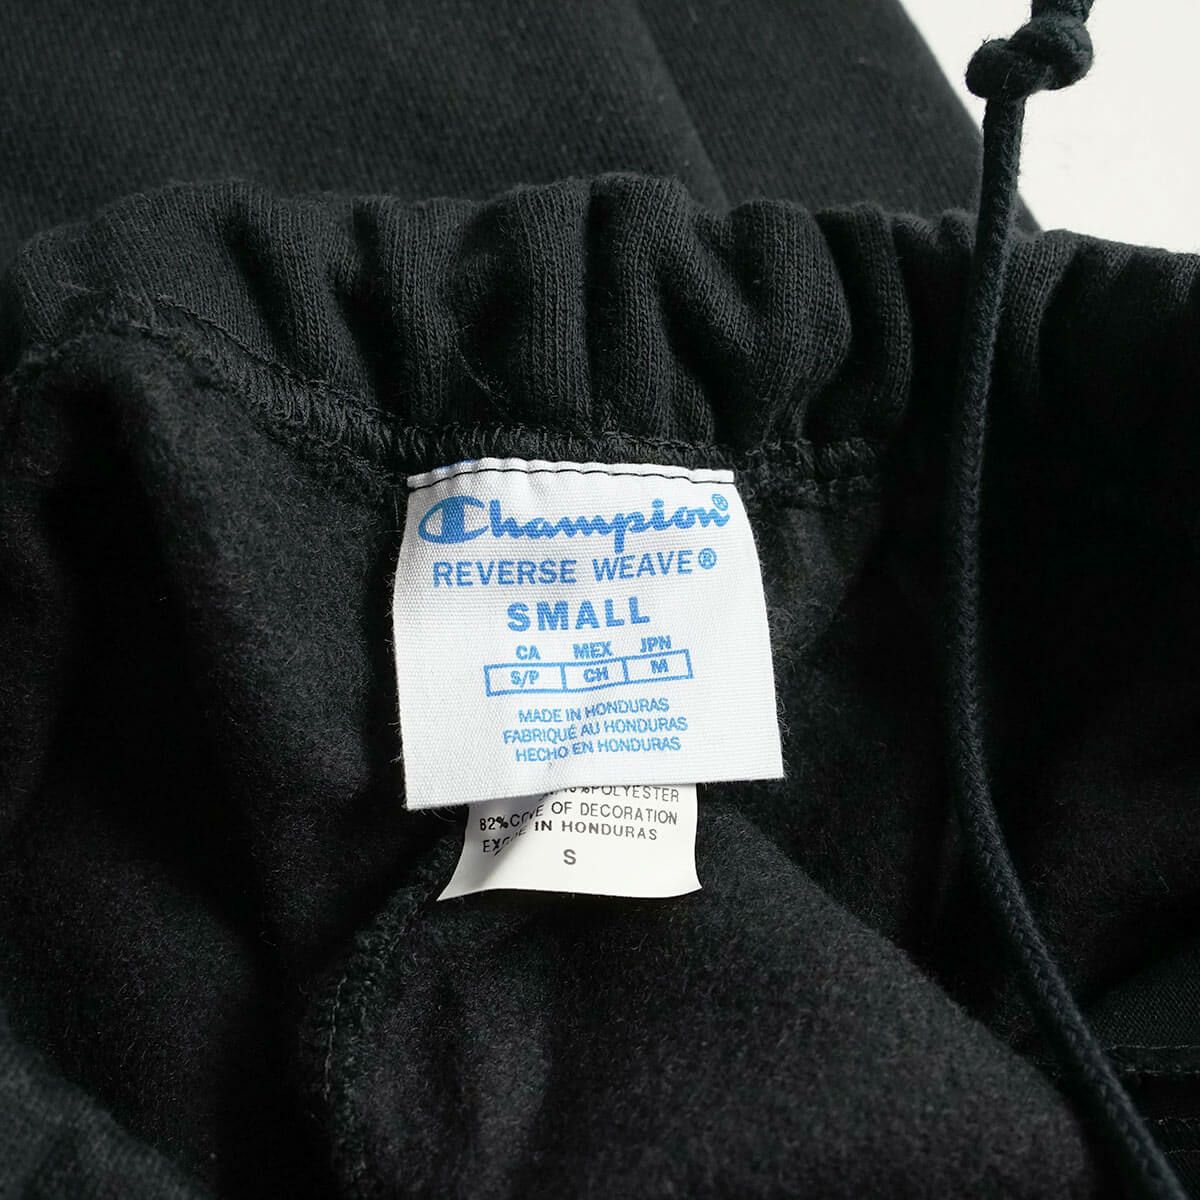 Champion®
REVERSE WEAVE®
SMALL
CA MEX JPN
S/P CH M
MADE IN HONDURAS
FABRIQUÉ AU HONDURAS
HECHO EN HONDURAS
%POLYESTER
82%
OF DECORATION
IN HONDURAS
S